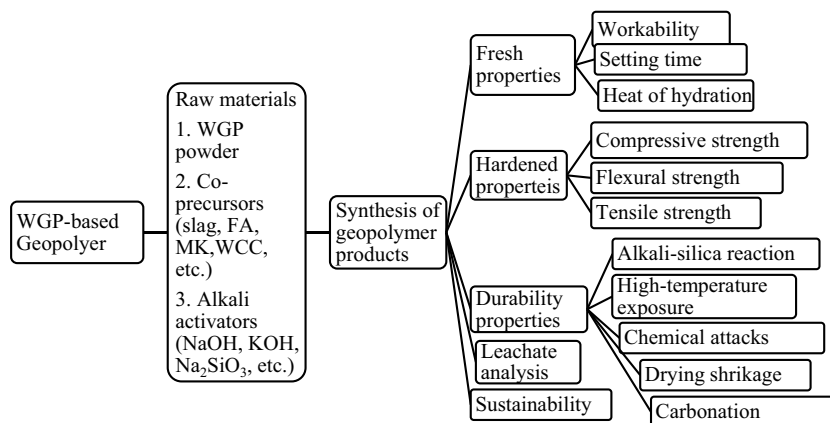 WGP-based
Geopolyer
Raw materials
1. WGP
powder
2. Co-
precursors
(slag, FA,
MK,WCC,
etc.)
3. Alkali
activators
(NaOH, KOH,
Na₂SiO₃, etc.)
Synthesis of
geopolymer
products
Fresh
properties
Workability
Setting time
Heat of hydration
Hardened
properteis
Compressive strength
Flexural strength
Tensile strength
Durability
properties
Alkali-silica reaction
High-temperature
exposure
Chemical attacks
Drying shrikage
Carbonation
Leachate
analysis
Sustainability